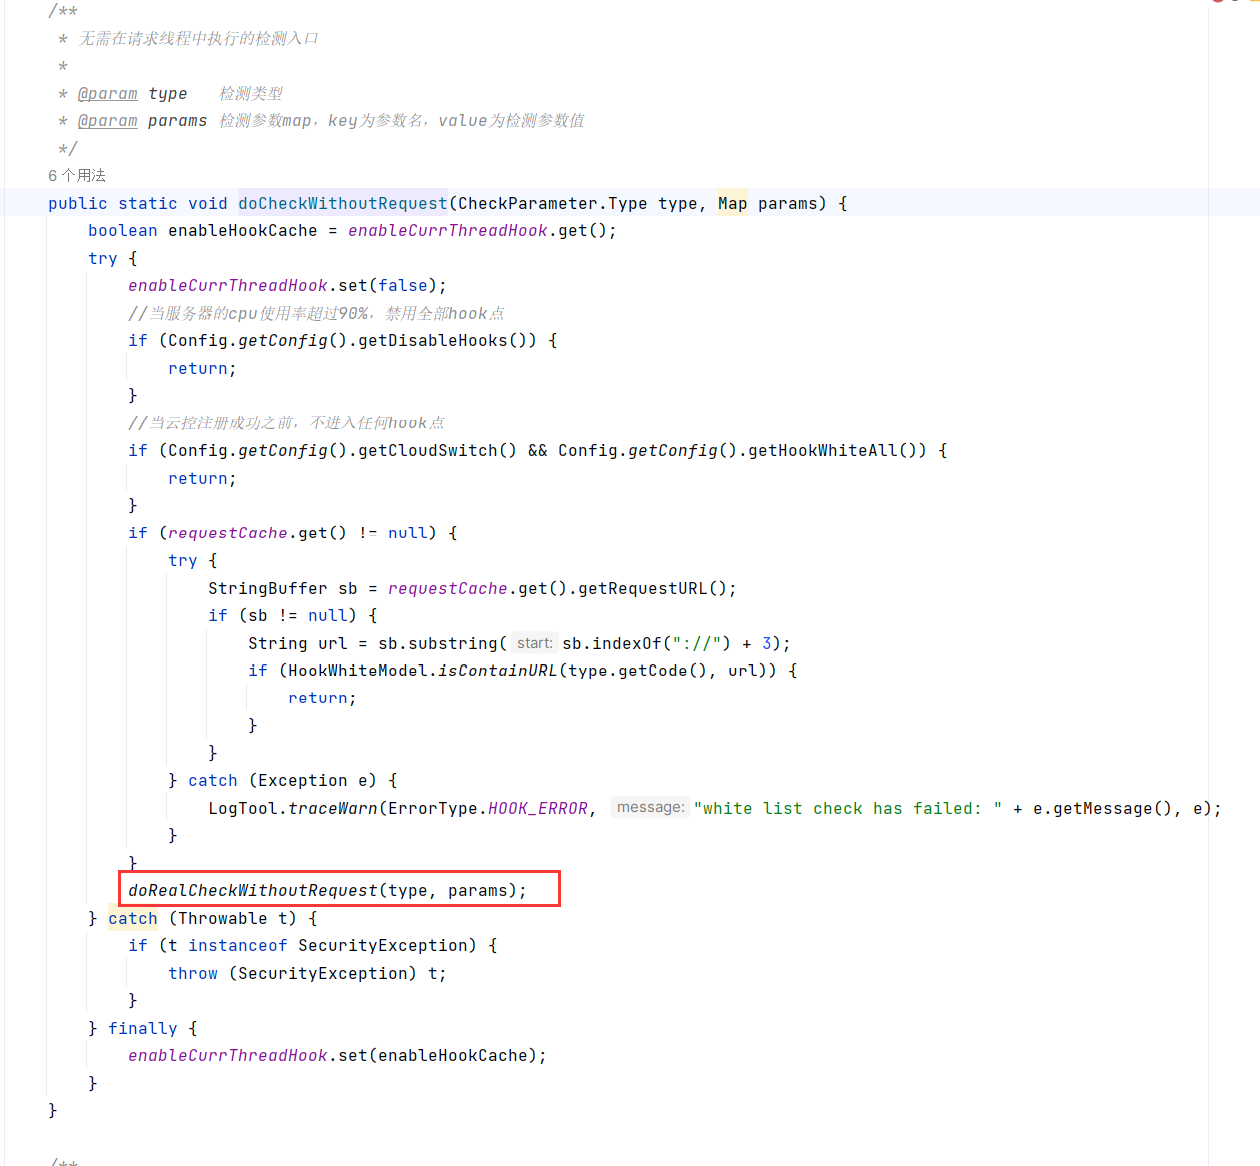 /**
 * 无需在请求线程中执行的检测入口
 *
 * @param type   检测类型
 * @param params 检测参数map，key为参数名，value为检测参数值
 */
6 个用法
public static void doCheckWithoutRequest(CheckParameter.Type type, Map params) {
    boolean enableHookCache = enableCurrThreadHook.get();
    try {
        enableCurrThreadHook.set(false);
        //当服务器的cpu使用率超过90%，禁用全部hook点
        if (Config.getConfig().getDisableHooks()) {
            return;
        }
        //当云控注册成功之前，不进入任何hook点
        if (Config.getConfig().getCloudSwitch() && Config.getConfig().getHookWhiteAll()) {
            return;
        }
        if (requestCache.get() != null) {
            try {
                StringBuffer sb = requestCache.get().getRequestURL();
                if (sb != null) {
                    String url = sb.substring( start: sb.indexOf("://") + 3);
                    if (HookWhiteModel.isContainURL(type.getCode(), url)) {
                        return;
                    }
                }
            } catch (Exception e) {
                LogTool.traceWarn(ErrorType.HOOK_ERROR, message: "white list check has failed: " + e.getMessage(), e);
            }
        }
        doRealCheckWithoutRequest(type, params);
    } catch (Throwable t) {
        if (t instanceof SecurityException) {
            throw (SecurityException) t;
        }
    } finally {
        enableCurrThreadHook.set(enableHookCache);
    }
}
/**